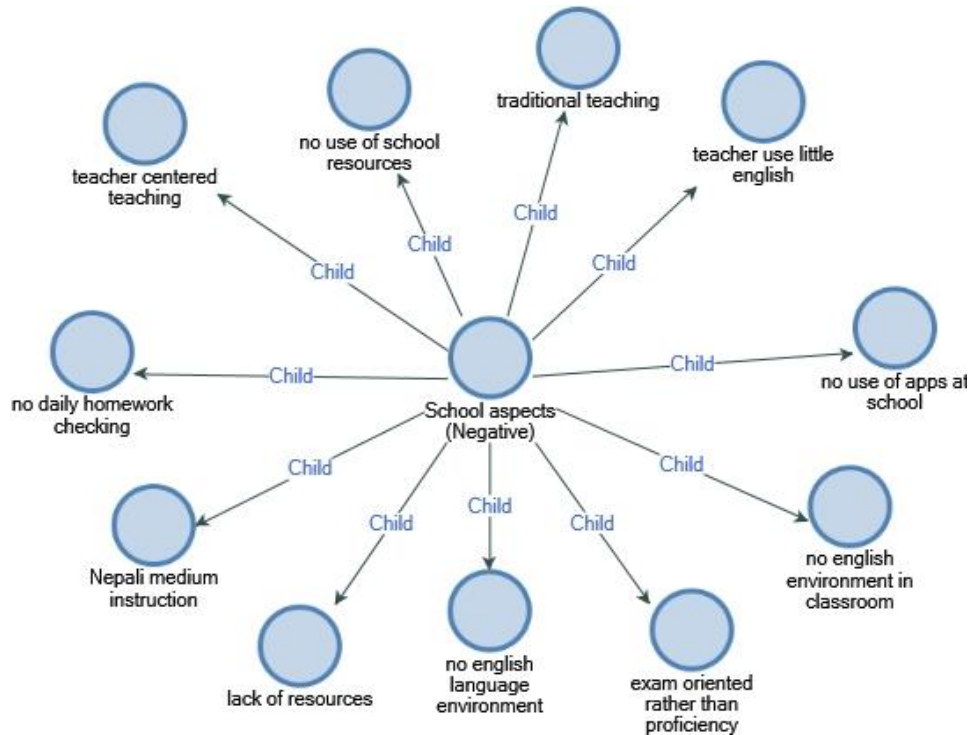 traditional teaching
no use of school
resources
teacher use little
english
teacher centered
teaching
Child
Child
Child
Child
no use of apps at
school
Child
Child
no daily homework
checking
School aspects
(Negative)
Child
Child
Child
Child
Child
Nepali medium
instruction
no english
environment in
classroom
lack of resources
no english
language
environment
exam oriented
rather than
proficiency